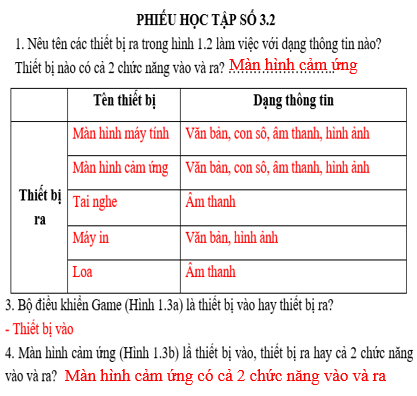 PHIẾU HỌC TẬP SỐ 3.2
1. Nêu tên các thiết bị ra trong hình 1.2 làm việc với dạng thông tin nào?
Thiết bị nào có cả 2 chức năng vào và ra? ……………………..Màn hình cảm ứng
Tên thiết bị Dạng thông tin
Màn hình máy tính Văn bản, con số, âm thanh, hình ảnh
Màn hình cảm ứng Văn bản, con số, âm thanh, hình ảnh
Thiết bị ra
Tai nghe Âm thanh
Máy in Văn bản, hình ảnh
Loa Âm thanh
3. Bộ điều khiển Game (Hình 1.3a) là thiết bị vào hay thiết bị ra?
- Thiết bị vào
4. Màn hình cảm ứng (Hình 1.3b) là thiết bị vào, thiết bị ra hay cả 2 chức năng
vào và ra? Màn hình cảm ứng có cả 2 chức năng vào và ra